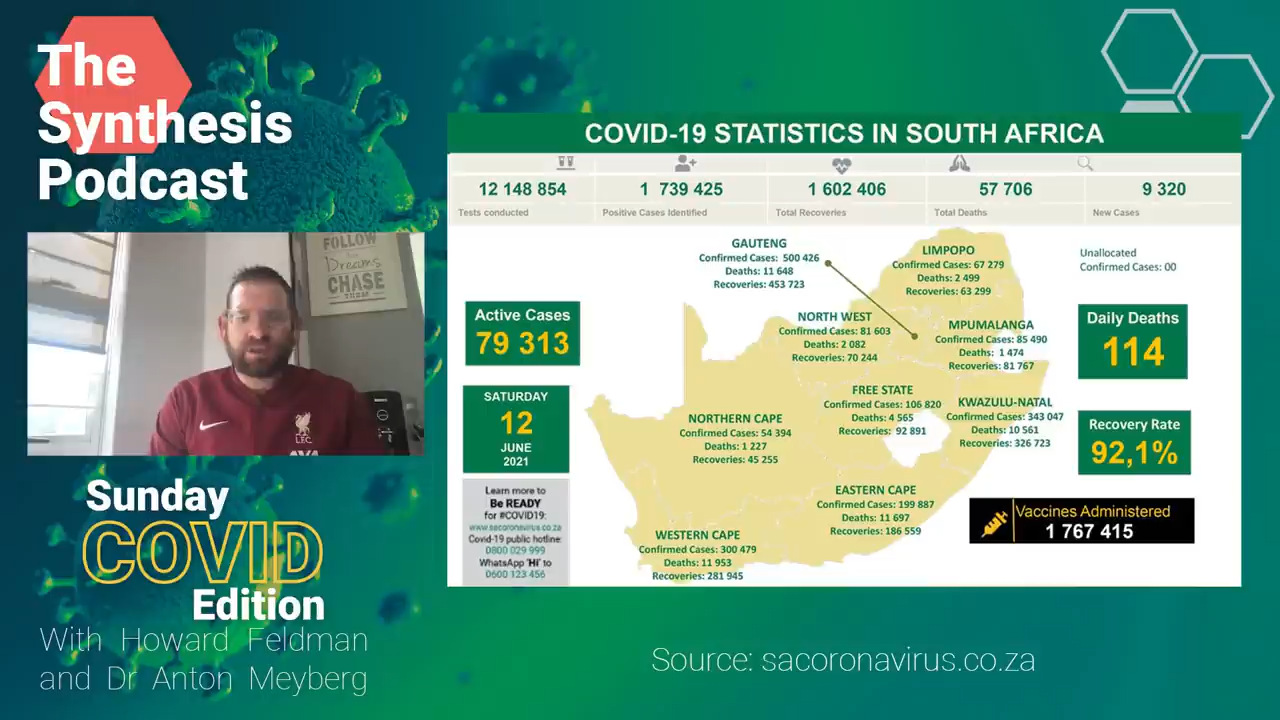 The
Synthesis
Podcast
FOLLOW
Dreams
CHASE
THEM
L.F.C.
Sunday
COVID
Edition
With Howard Feldman
and Dr Anton Meyberg
COVID-19 STATISTICS IN SOUTH AFRICA
12 148 854
Tests conducted
1 739 425
Positive Cases Identified
1 602 406
Total Recoveries
57 706
Total Deaths
9 320
New Cases
Active Cases
79 313
SATURDAY
12
JUNE
2021
Learn more to
Be READY
for #COVID19:
www.sacoronavirus.co.za
Covid-19 public hotline:
0800 029 999
WhatsApp 'Hi' to
0600 123 456
GAUTENG
Confirmed Cases: 500 426
Deaths: 11 648
Recoveries: 453 723
LIMPOPO
Confirmed Cases: 67 279
Deaths: 2 499
Recoveries: 63 299
NORTH WEST
Confirmed Cases: 81 603
Deaths: 2 082
Recoveries: 70 244
MPUMALANGA
Confirmed Cases: 85 490
Deaths: 1 474
Recoveries: 81 767
FREE STATE
Confirmed Cases: 106 820
Deaths: 4 565
Recoveries: 92 891
KWAZULU-NATAL
Confirmed Cases: 343 047
Deaths: 10 561
Recoveries: 326 723
NORTHERN CAPE
Confirmed Cases: 54 394
Deaths: 1 227
Recoveries: 45 255
EASTERN CAPE
Confirmed Cases: 199 887
Deaths: 11 697
Recoveries: 186 559
WESTERN CAPE
Confirmed Cases: 300 479
Deaths: 11 953
Recoveries: 281 945
Unallocated
Confirmed Cases: 00
Daily Deaths
114
Recovery Rate
92,1%
Vaccines Administered
1 767 415
Source: sacoronavirus.co.za